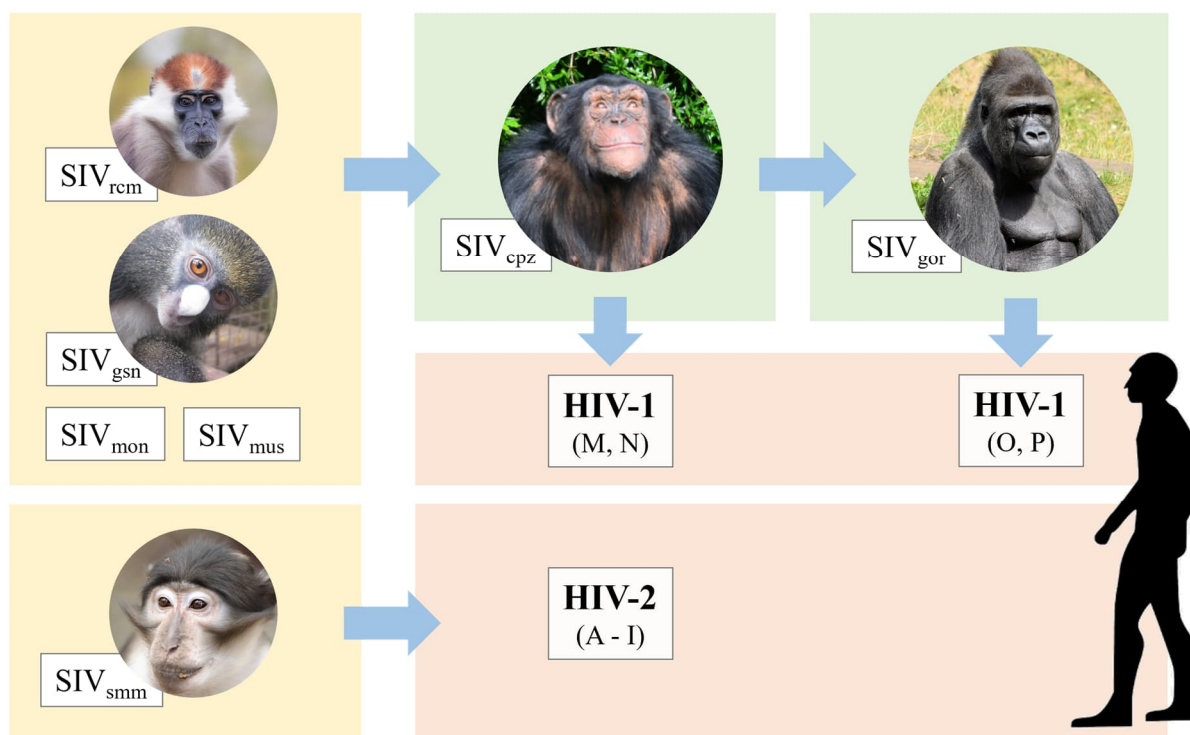 SIVrcm
SIVcpz
SIVgor
SIVgsn
SIVmon
SIVmus
HIV-1
(M, N)
HIV-1
(O, P)
SIVsmm
HIV-2
(A - I)